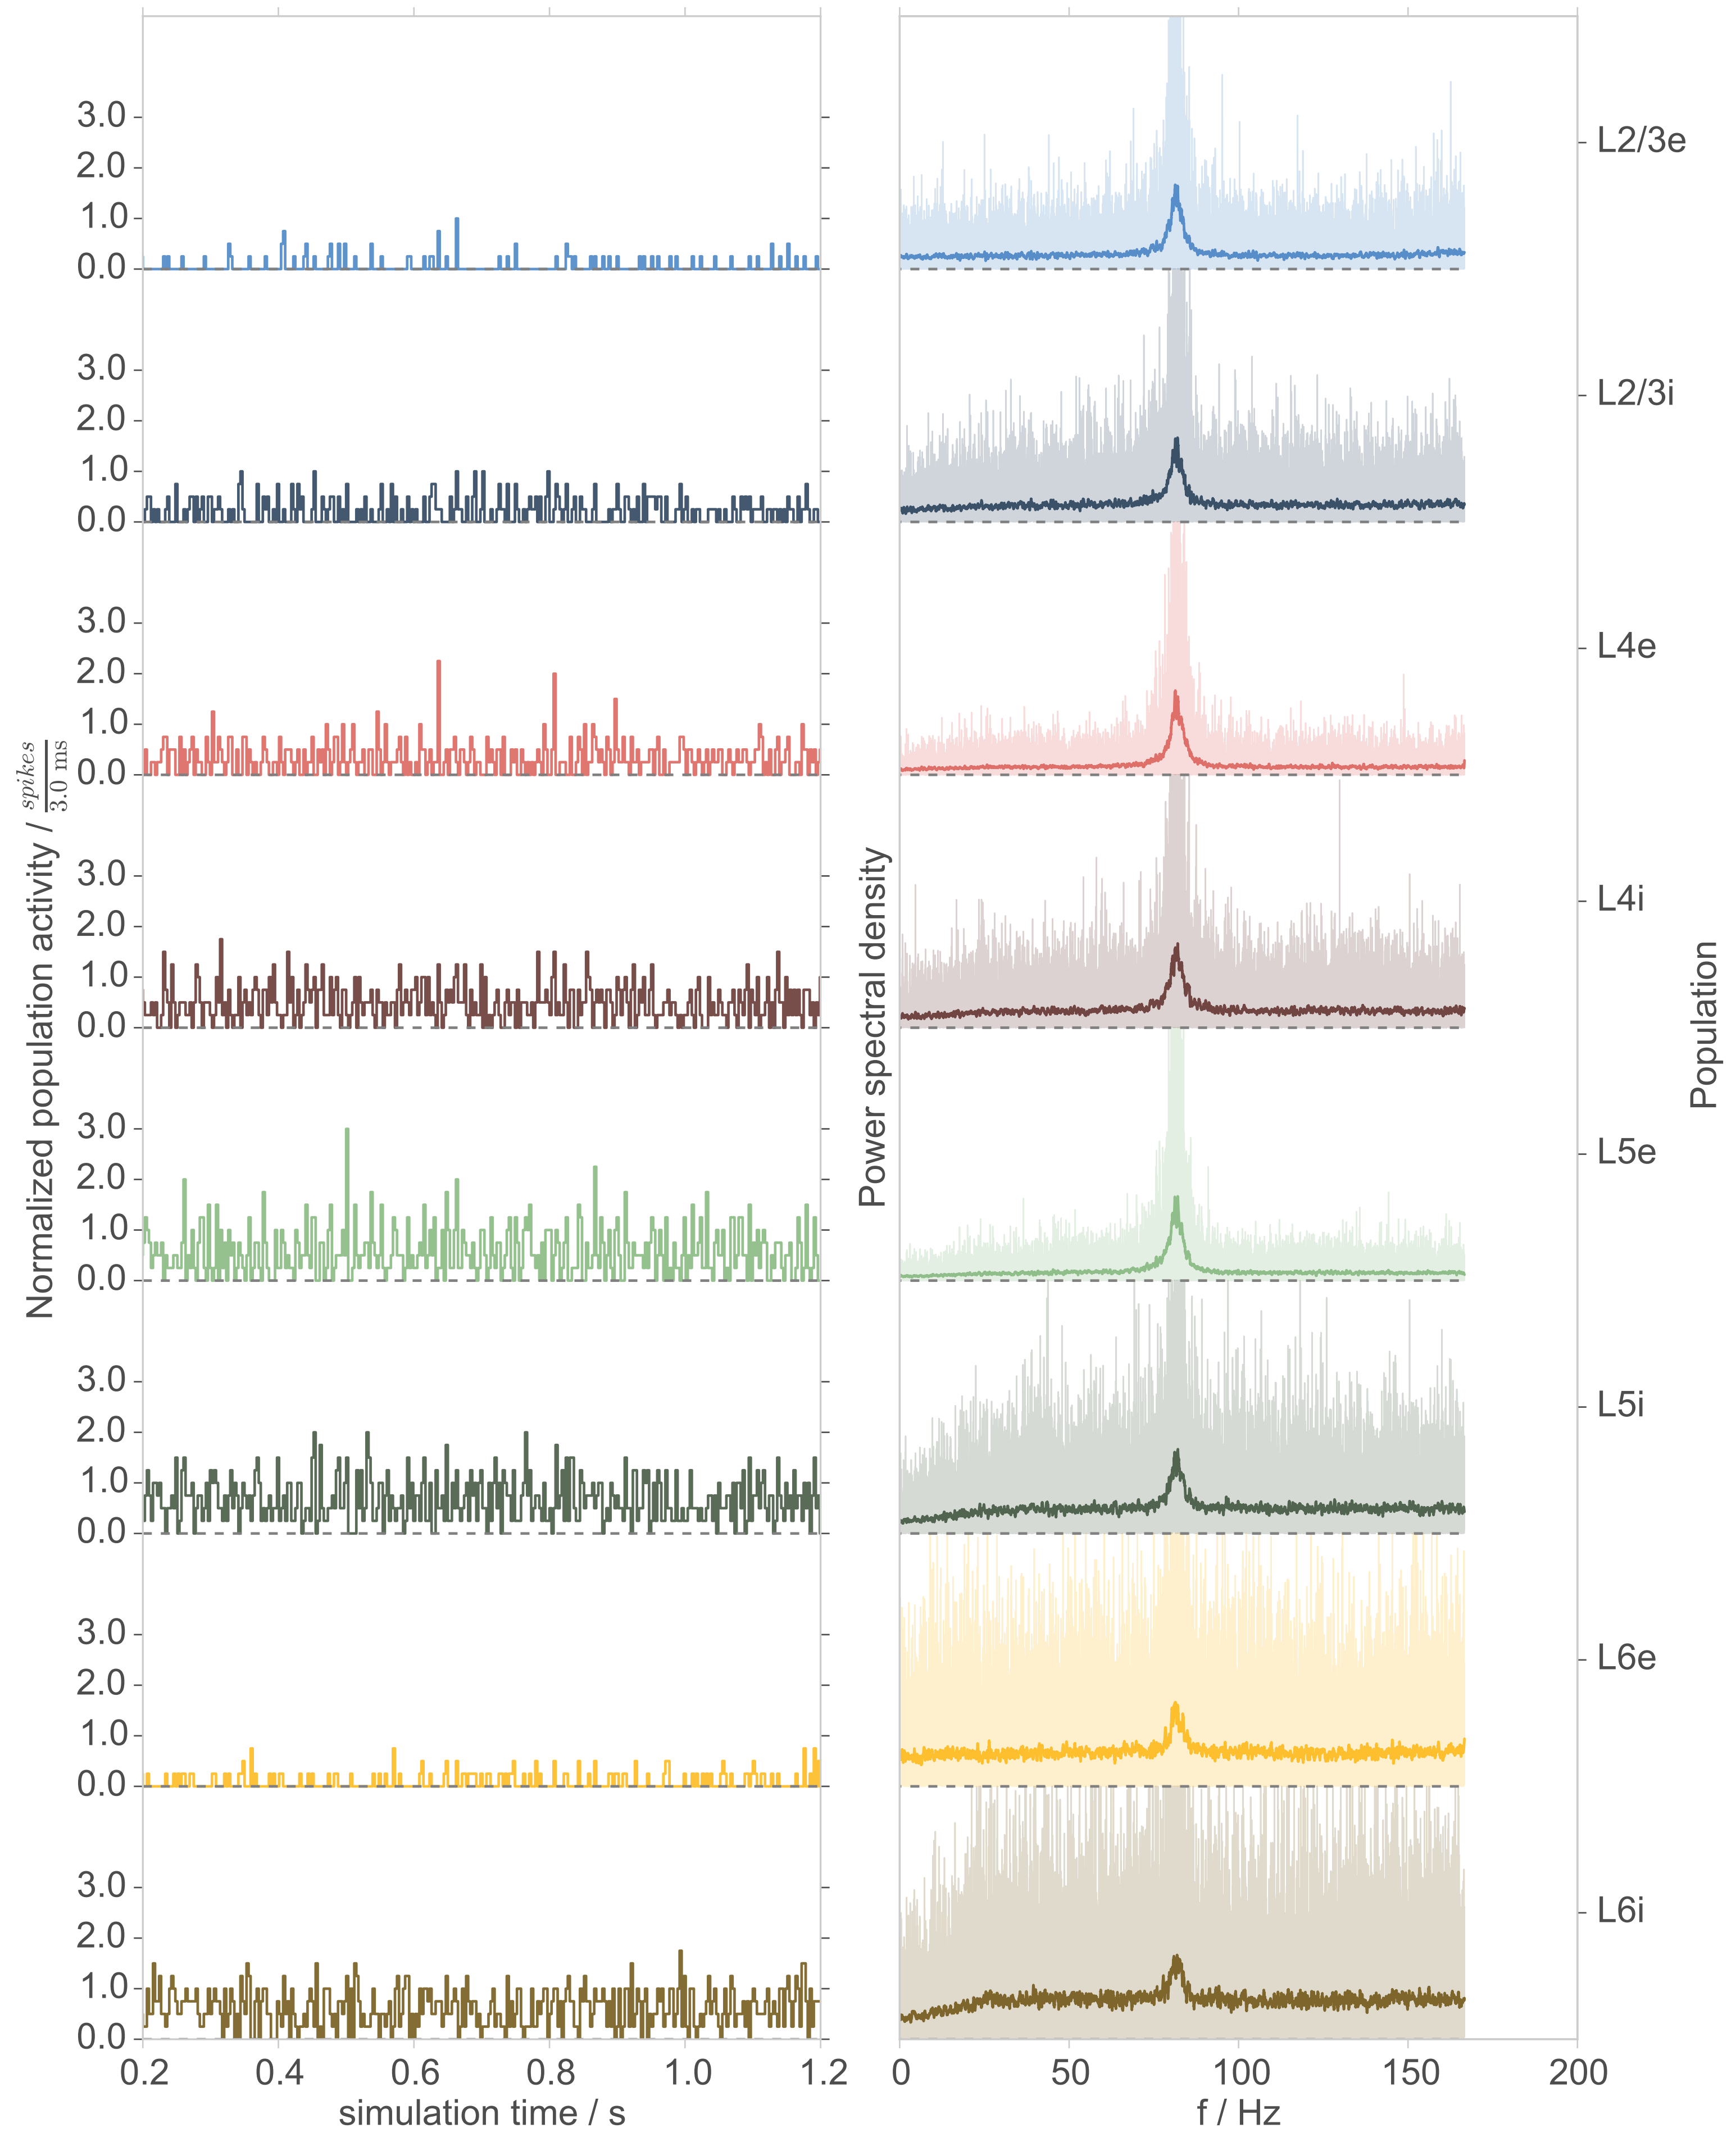 3.0
2.0
1.0
0.0
L2/3e
3.0
2.0
1.0
0.0
L2/3i
3.0
2.0
1.0
0.0
L4e
3.0
2.0
1.0
0.0
L4i
3.0
2.0
1.0
0.0
L5e
3.0
2.0
1.0
0.0
L5i
3.0
2.0
1.0
0.0
L6e
3.0
2.0
1.0
0.0
L6i
Normalized population activity / spikes
3.0 ms
Power spectral density
Population
0.2 0.4 0.6 0.8 1.0 1.2
simulation time / s
0 50 100 150 200
f / Hz